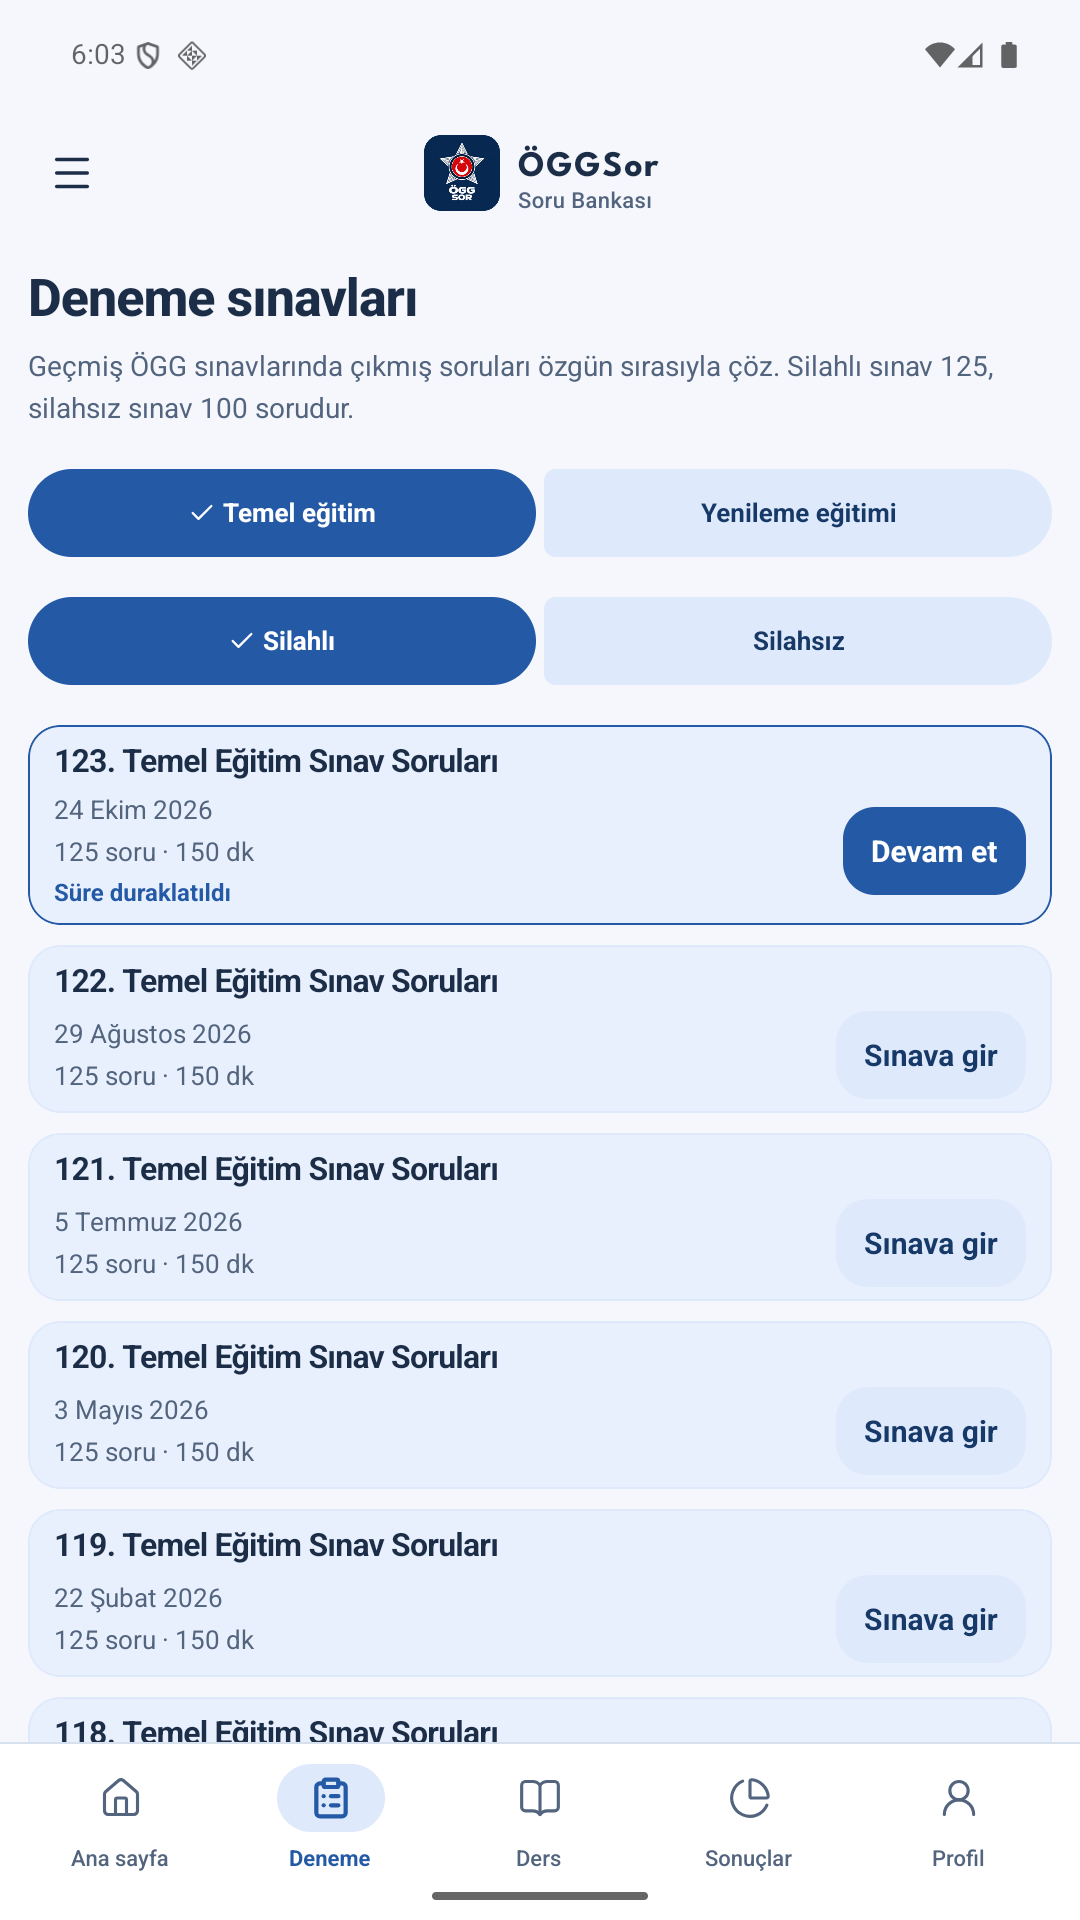 6:03
ÖGG
SOR
ÖGGSor
Soru Bankası
Deneme sınavları
Geçmiş ÖGG sınavlarında çıkmış soruları özgün sırasıyla çöz. Silahlı sınav 125,
silahsız sınav 100 sorudur.
Temel eğitim
Yenileme eğitimi
Silahlı
Silahsız
123. Temel Eğitim Sınav Soruları
24 Ekim 2026
125 soru · 150 dk
Süre duraklatıldı
Devam et
122. Temel Eğitim Sınav Soruları
29 Ağustos 2026
125 soru · 150 dk
Sınava gir
121. Temel Eğitim Sınav Soruları
5 Temmuz 2026
125 soru · 150 dk
Sınava gir
120. Temel Eğitim Sınav Soruları
3 Mayıs 2026
125 soru · 150 dk
Sınava gir
119. Temel Eğitim Sınav Soruları
22 Şubat 2026
125 soru · 150 dk
Sınava gir
118. Temel Eğitim Sınav Soruları
Ana sayfa
Deneme
Ders
Sonuçlar
Profil